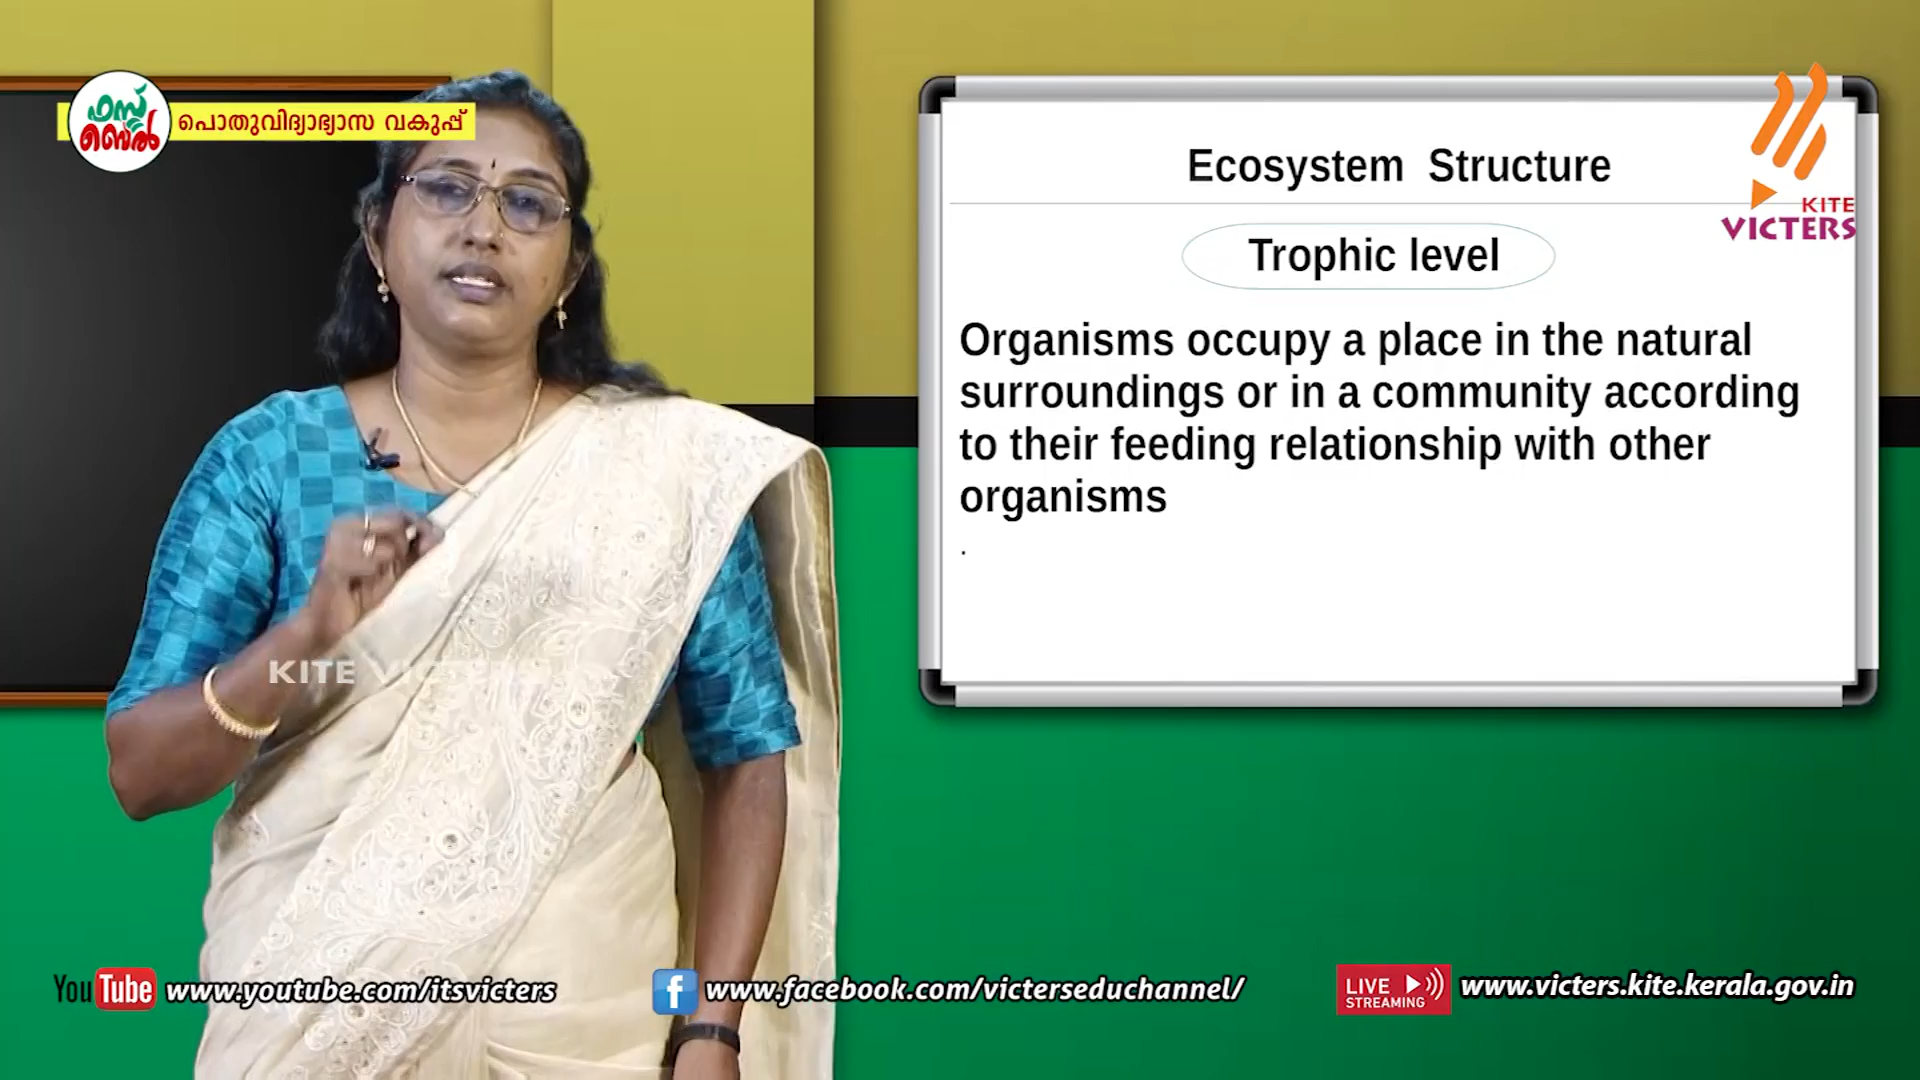 ഫസ്റ്റ്
ബെൽ
പൊതുവിദ്യാഭ്യാസ വകുപ്പ്
Ecosystem Structure
KITE
VICTERS
Trophic level
Organisms occupy a place in the natural
surroundings or in a community according
to their feeding relationship with other
organisms
.
KITE VICTERS
YouTube www.youtube.com/itsvicters
f www.facebook.com/victerseduchannel/
LIVE
STREAMING
www.victers.kite.kerala.gov.in